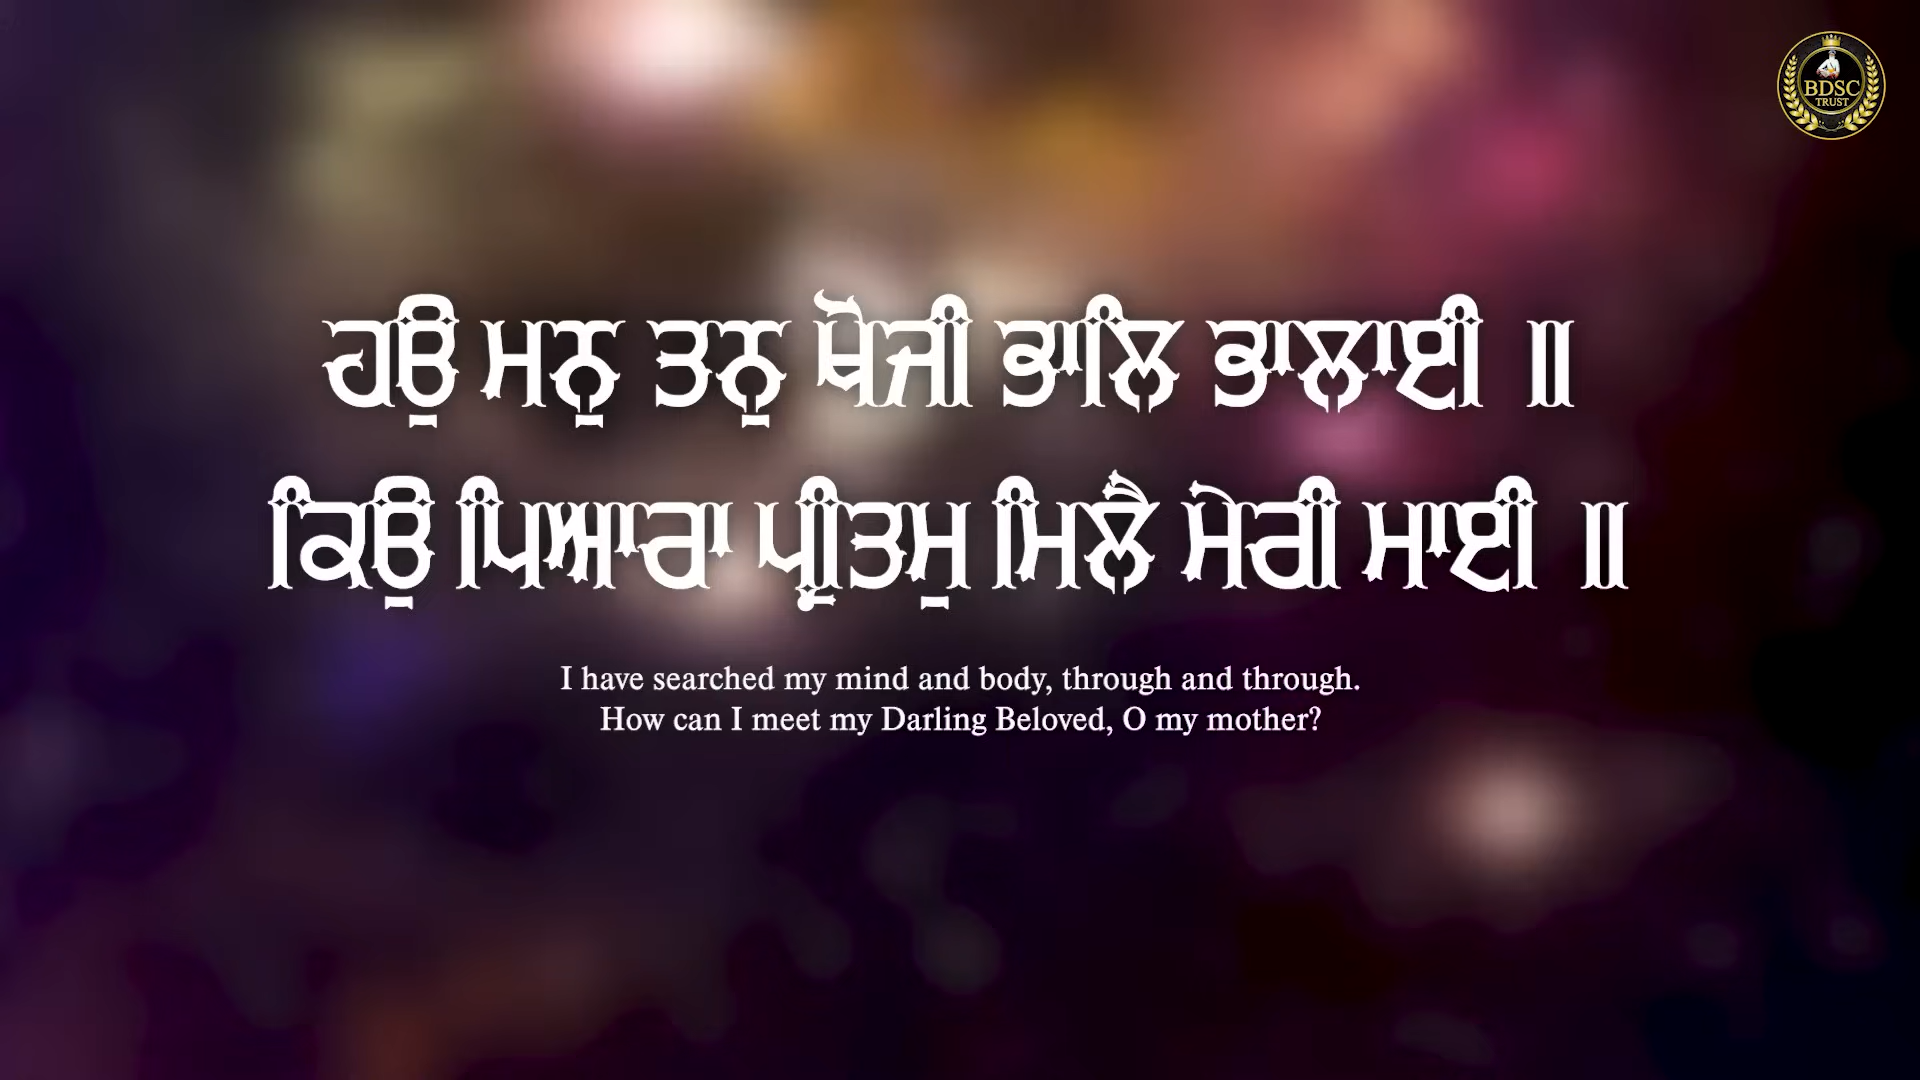 BDSC
TRUST
ਹਉ ਮਨੁ ਤਨੁ ਖੋਜੀ ਭਾਲਿ ਭਾਲਾਈ ॥
ਕਿਉ ਪਿਆਰਾ ਪ੍ਰੀਤਮੁ ਮਿਲੈ ਮੇਰੀ ਮਾਈ ॥
I have searched my mind and body, through and through.
How can I meet my Darling Beloved, O my mother?